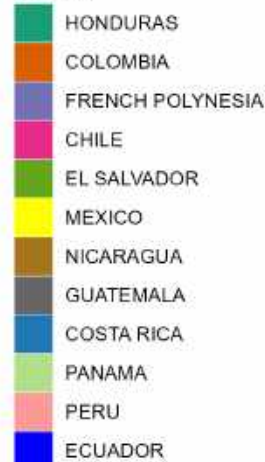 HONDURAS
COLOMBIA
FRENCH POLYNESIA
CHILE
EL SALVADOR
MEXICO
NICARAGUA
GUATEMALA
COSTA RICA
PANAMA
PERU
ECUADOR